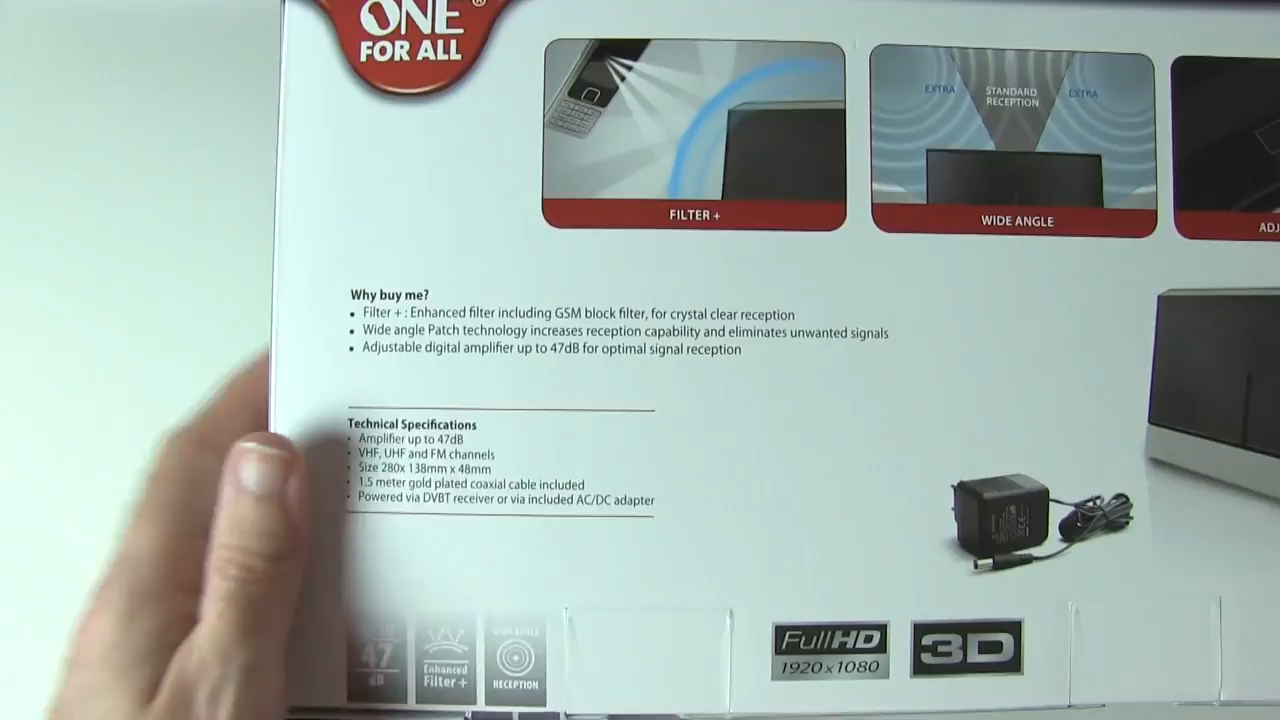 ONE®
FOR ALL
EXTRA
STANDARD
RECEPTION
EXTRA
FILTER +
WIDE ANGLE
ADJ
Why buy me?
• Filter + : Enhanced filter including GSM block filter, for crystal clear reception
• Wide angle Patch technology increases reception capability and eliminates unwanted signals
• Adjustable digital amplifier up to 47dB for optimal signal reception
Technical Specifications
• Amplifier up to 47dB
• VHF, UHF and FM channels
• Size 280x 138mm x 48mm
• 1.5 meter gold plated coaxial cable included
• Powered via DVBT receiver or via included AC/DC adapter
47
dB
Enhanced
Filter+
WIDE ANGLE
RECEPTION
Full HD
1920 x 1080
3D